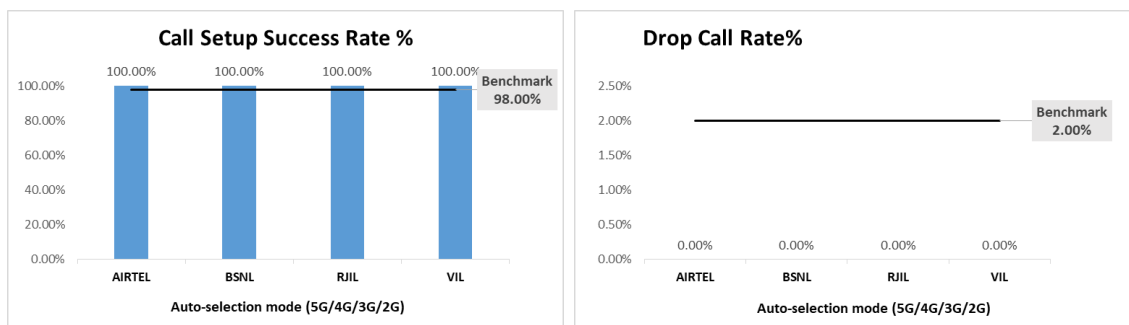 Call Setup Success Rate %
100.00% 100.00% 100.00% 100.00%
Benchmark
98.00%
100.00%
80.00%
60.00%
40.00%
20.00%
0.00%
AIRTEL BSNL RJIL VIL
Auto-selection mode (5G/4G/3G/2G)
Drop Call Rate%
2.50%
2.00%
1.50%
1.00%
0.50%
0.00%
Benchmark
2.00%
0.00% 0.00% 0.00% 0.00%
AIRTEL BSNL RJIL VIL
Auto-selection mode (5G/4G/3G/2G)